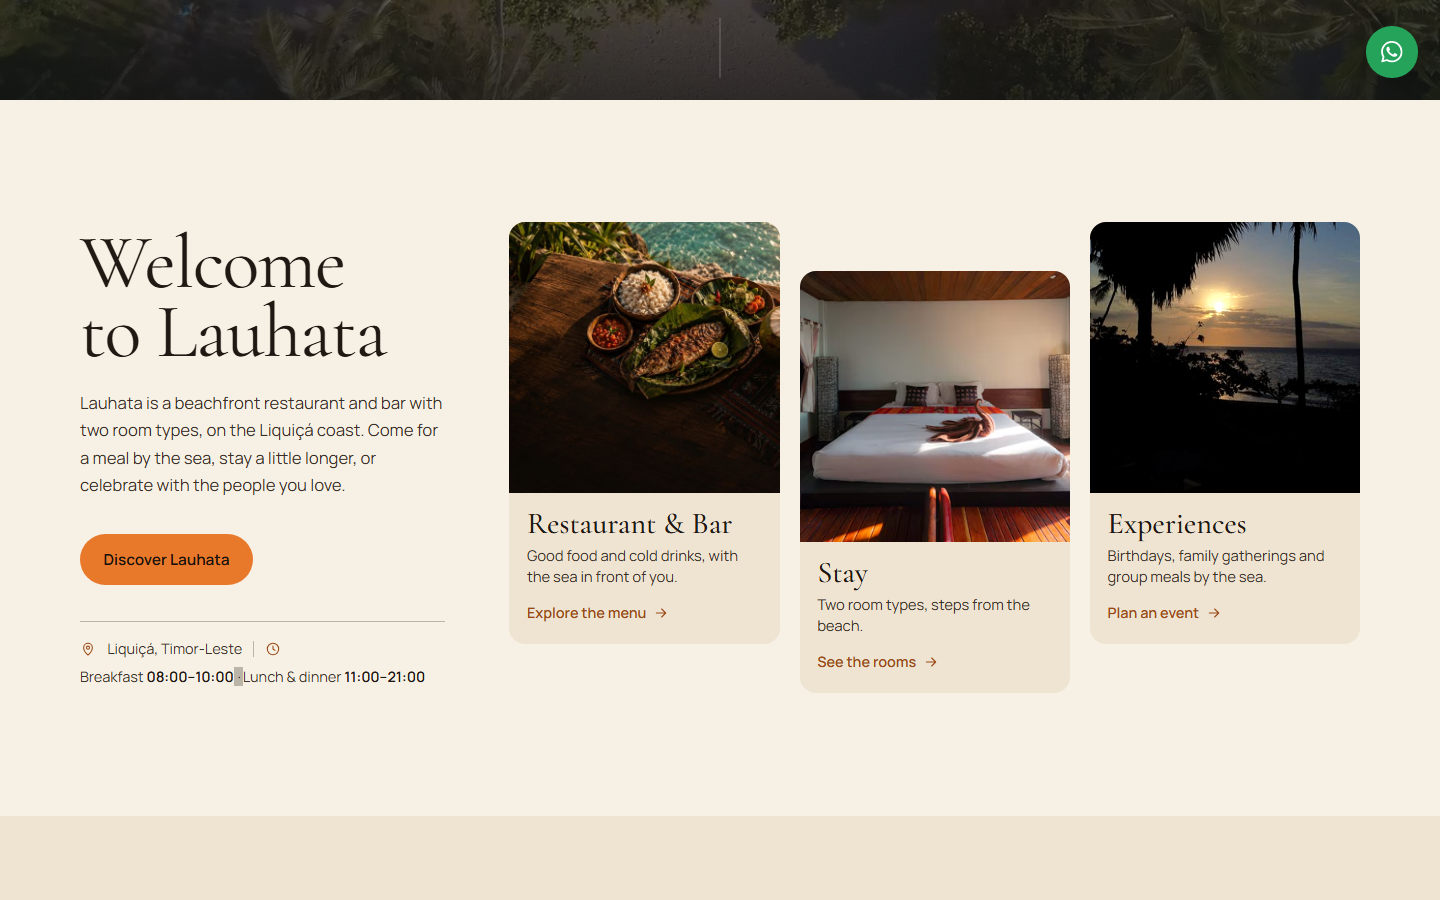 Welcome
to Lauhata
Lauhata is a beachfront restaurant and bar with
two room types, on the Liquiçá coast. Come for
a meal by the sea, stay a little longer, or
celebrate with the people you love.
Discover Lauhata
Liquiçá, Timor-Leste
Breakfast 08:00–10:00 · Lunch & dinner 11:00–21:00
Restaurant & Bar
Good food and cold drinks, with
the sea in front of you.
Explore the menu →
Stay
Two room types, steps from the
beach.
See the rooms →
Experiences
Birthdays, family gatherings and
group meals by the sea.
Plan an event →